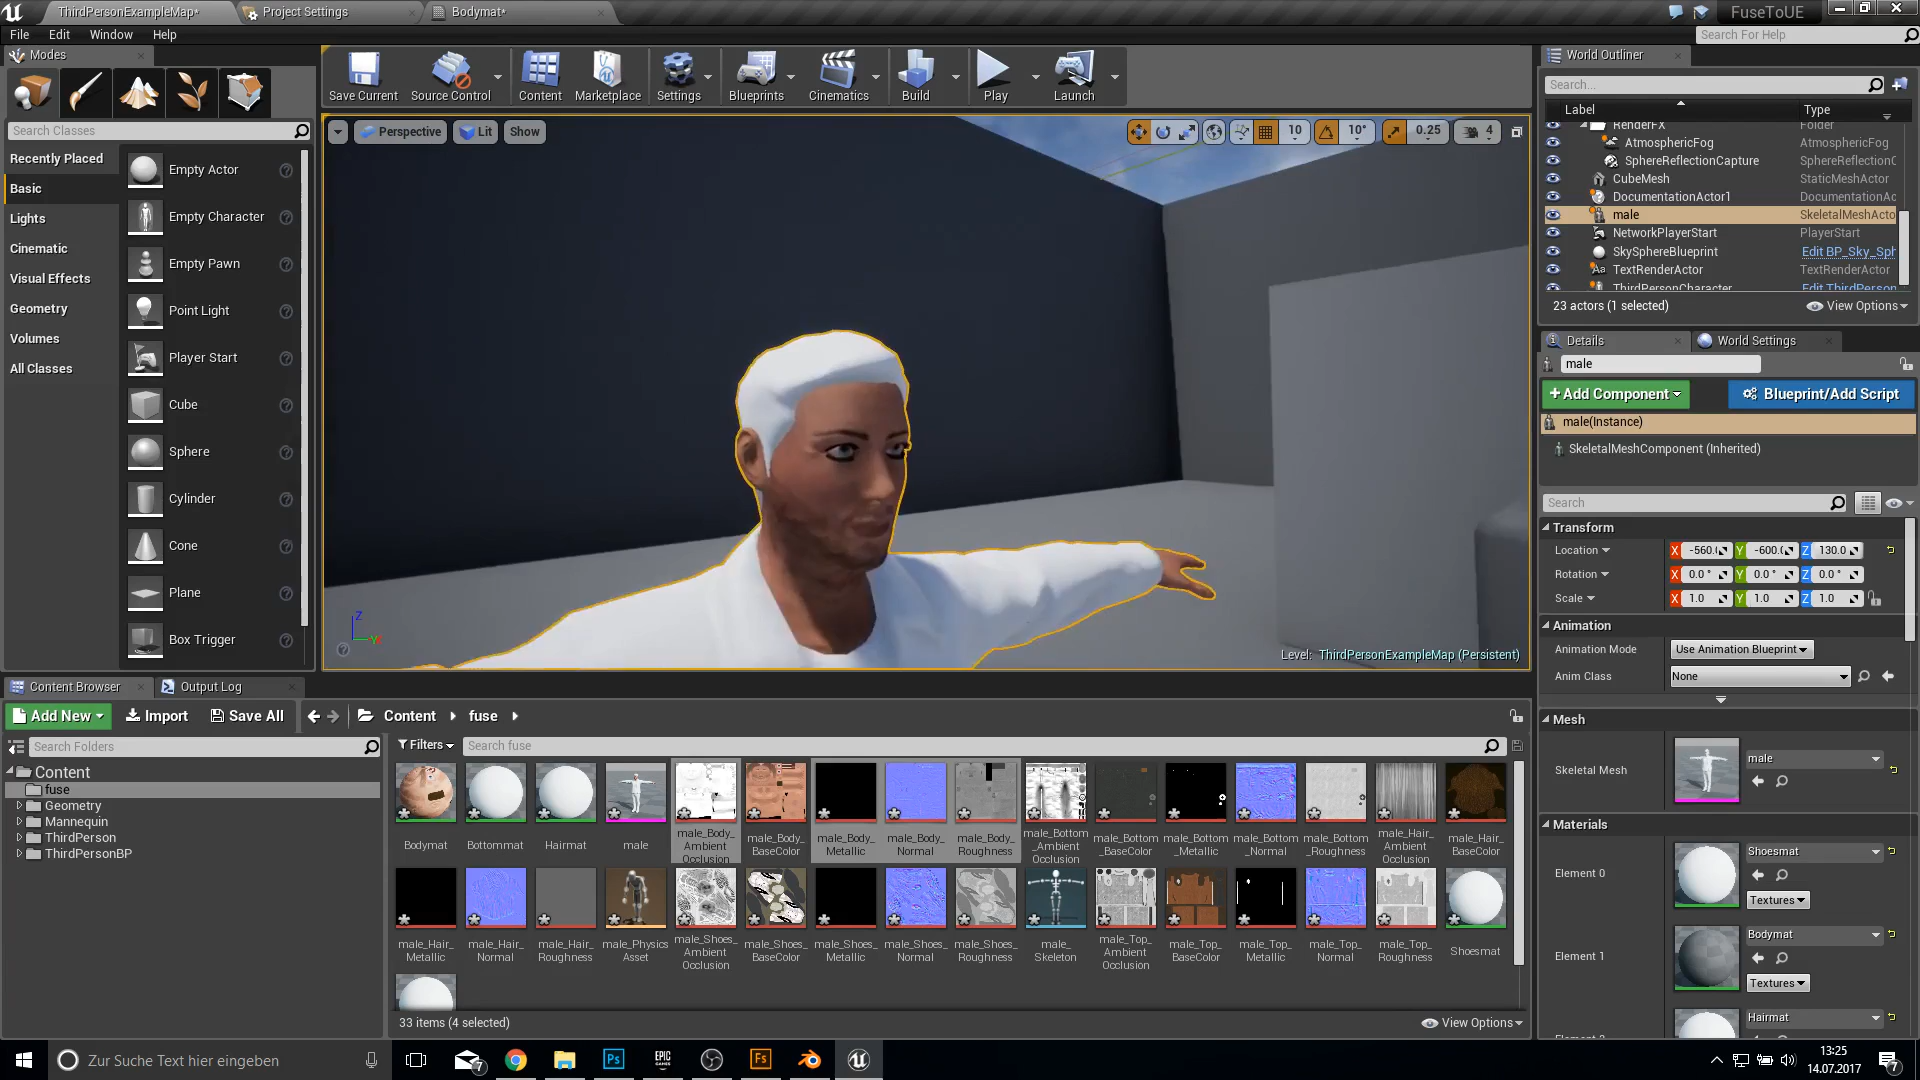 ThirdPersonExampleMap*
Project Settings
Bodymat*
FuseToUE
File
Edit
Window
Help
Search For Help
Modes
Search Classes
Recently Placed
Basic
Lights
Cinematic
Visual Effects
Geometry
Volumes
All Classes
Empty Actor
Empty Character
Empty Pawn
Point Light
Player Start
Cube
Sphere
Cylinder
Cone
Plane
Box Trigger
Save Current
Source Control
Content
Marketplace
Settings
Blueprints
Cinematics
Build
Play
Launch
Perspective
Lit
Show
10
10°
0.25
4
Z
Y
Level: ThirdPersonExampleMap (Persistent)
World Outliner
Search...
Label
Type
RenderFX
Folder
AtmosphericFog
AtmosphericFog
SphereReflectionCapture
SphereReflectionC
CubeMesh
StaticMeshActor
DocumentationActor1
DocumentationAc
male
SkeletalMeshActo
NetworkPlayerStart
PlayerStart
SkySphereBlueprint
Edit BP_Sky_Sph
TextRenderActor
TextRenderActor
ThirdPersonCharacter
Edit ThirdPerson
23 actors (1 selected)
View Options
Details
World Settings
male
+Add Component
Blueprint/Add Script
male(Instance)
SkeletalMeshComponent (Inherited)
Search
Transform
Location
X
-560.
Y
-600.
Z
130.0
Rotation
X
0.0 °
Y
0.0 °
Z
0.0 °
Scale
X
1.0
Y
1.0
Z
1.0
Animation
Animation Mode
Use Animation Blueprint
Anim Class
None
Mesh
Skeletal Mesh
male
Materials
Element 0
Shoesmat
Textures
Element 1
Bodymat
Textures
Hairmat
Content Browser
Output Log
Add New
Import
Save All
Content
fuse
Search Folders
Content
fuse
Geometry
Mannequin
ThirdPerson
ThirdPersonBP
Filters
Search fuse
Bodymat
Bottommat
Hairmat
male
male_Body_
Ambient
Occlusion
male_Body_
BaseColor
male_Body_
Metallic
male_Body_
Normal
male_Body_
Roughness
male_Bottom
_Ambient
Occlusion
male_Bottom
_BaseColor
male_Bottom
_Metallic
male_Bottom
_Normal
male_Bottom
_Roughness
male_Hair_
Ambient
Occlusion
male_Hair_
BaseColor
male_Hair_
Metallic
male_Hair_
Normal
male_Hair_
Roughness
male_Physics
Asset
male_Shoes_
Ambient
Occlusion
male_Shoes_
BaseColor
male_Shoes_
Metallic
male_Shoes_
Normal
male_Shoes_
Roughness
male_
Skeleton
male_Top_
Ambient
Occlusion
male_Top_
BaseColor
male_Top_
Metallic
male_Top_
Normal
male_Top_
Roughness
Shoesmat
33 items (4 selected)
View Options
Zur Suche Text hier eingeben
7
Ps
EPIC
GAMES
Fs
13:25
14.07.2017
7